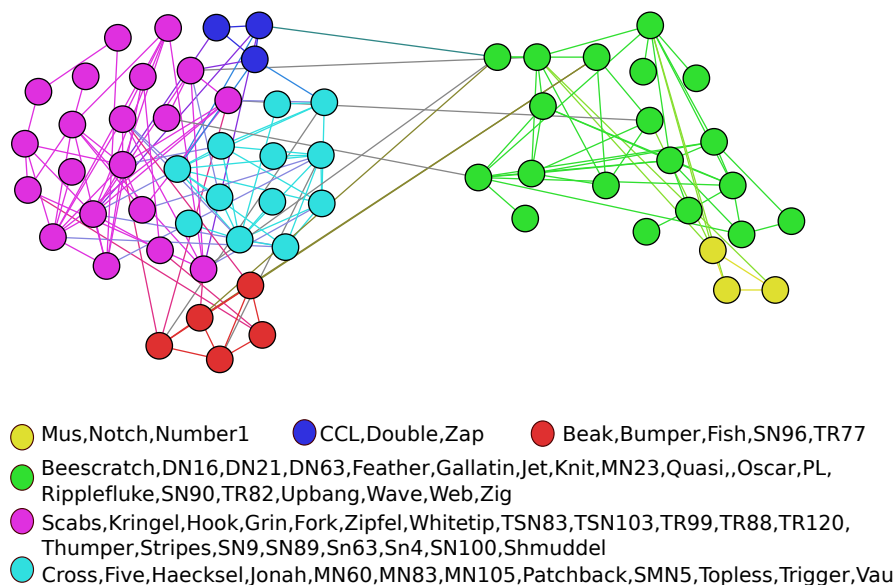 Mus,Notch,Number1
CCL,Double,Zap
Beak,Bumper,Fish,SN96,TR77
Beescratch,DN16,DN21,DN63,Feather,Gallatin,Jet,Knit,MN23,Quasi,,Oscar,PL,
Ripplefluke,SN90,TR82,Upbang,Wave,Web,Zig
Scabs,Kringel,Hook,Grin,Fork,Zipfel,Whitetip,TSN83,TSN103,TR99,TR88,TR120,
Thumper,Stripes,SN9,SN89,Sn63,Sn4,SN100,Shmuddel
Cross,Five,Haecksel,Jonah,MN60,MN83,MN105,Patchback,SMN5,Topless,Trigger,Vau